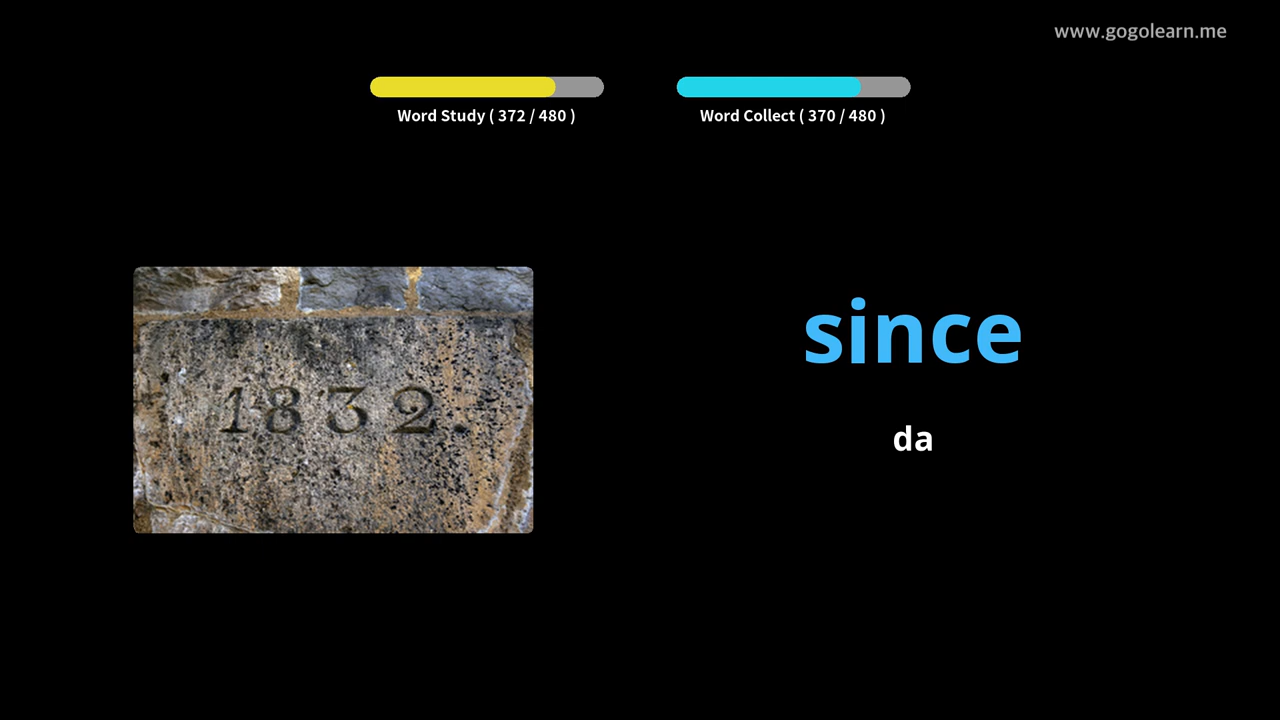 www.gogolearn.me
Word Study ( 372 / 480 )
Word Collect ( 370 / 480 )
1832.
since
da